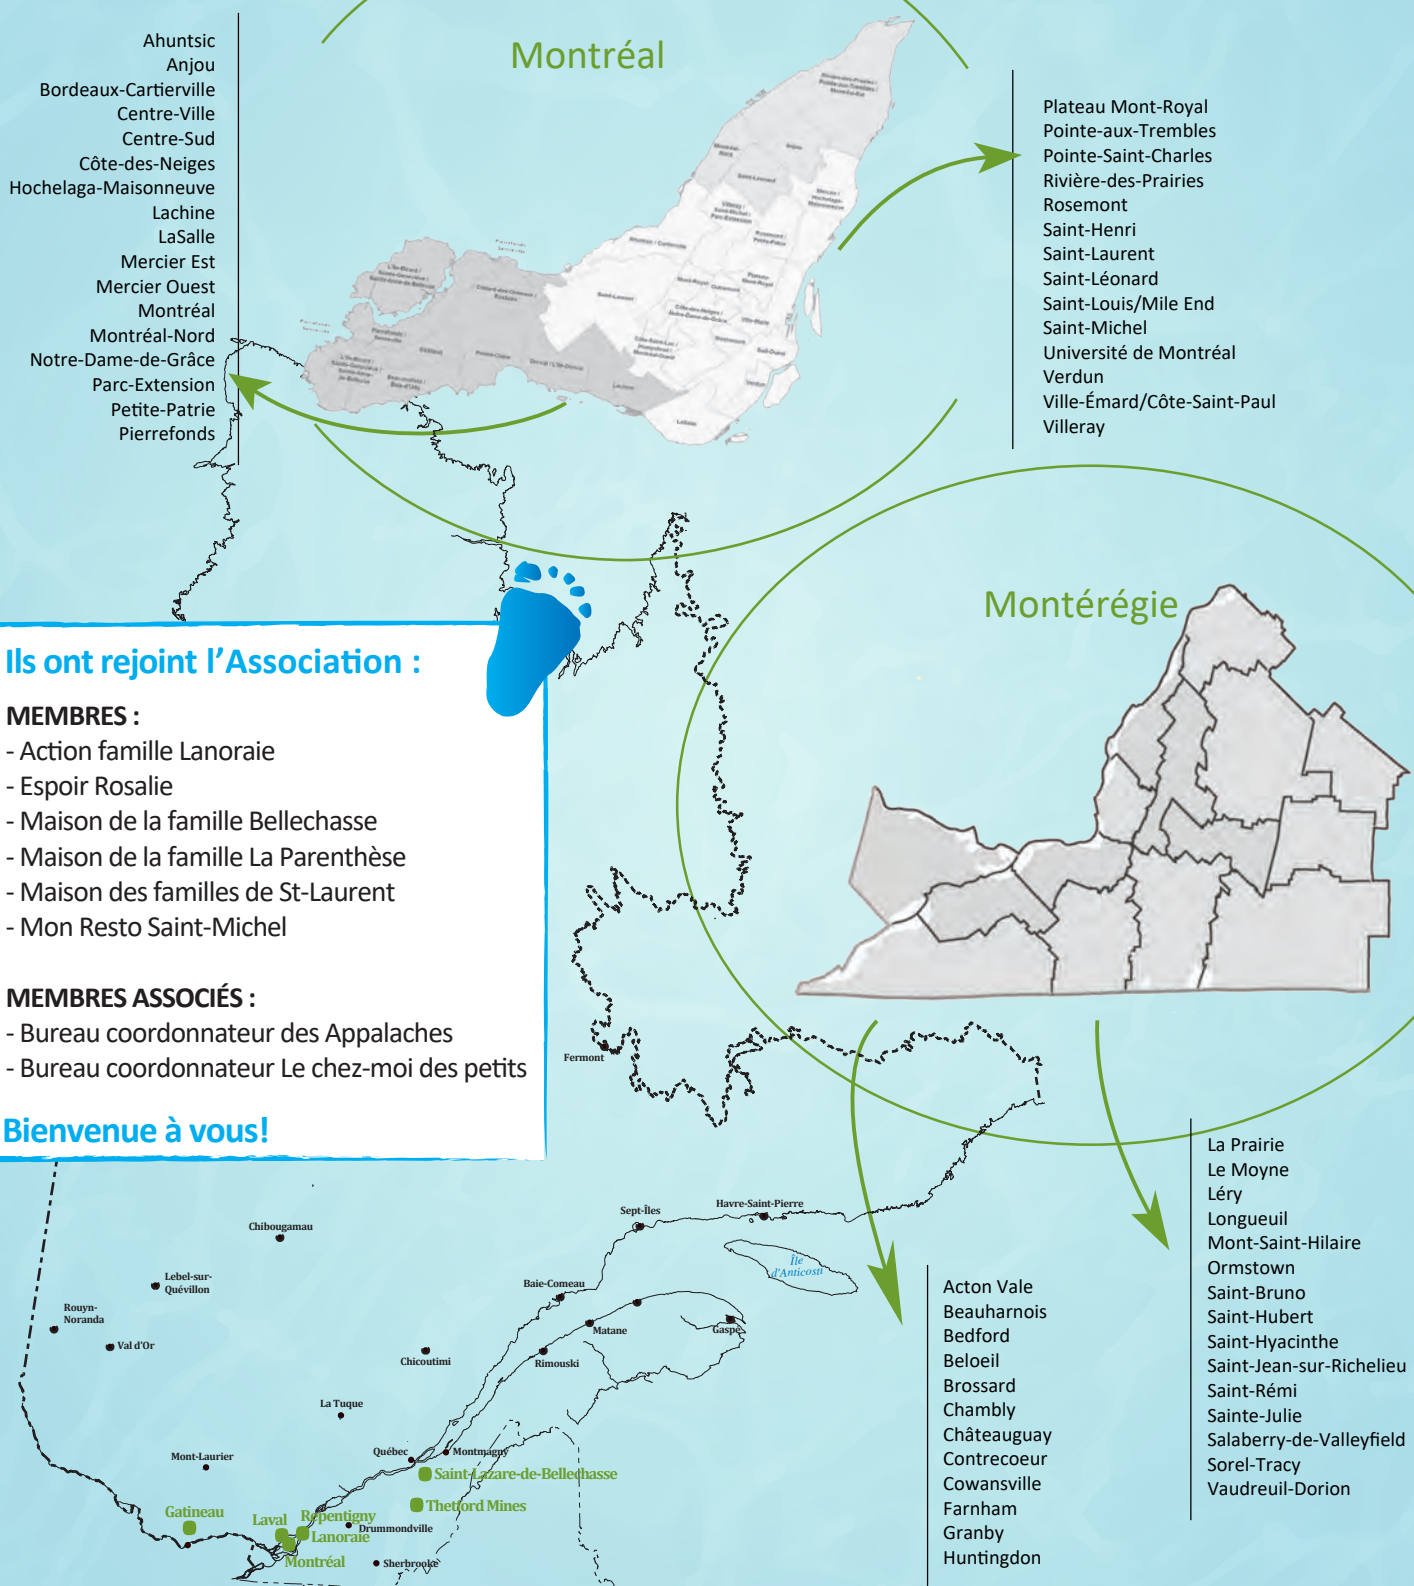 Montréal
Ahuntsic
Anjou
Bordeaux-Cartierville
Centre-Ville
Centre-Sud
Côte-des-Neiges
Hochelaga-Maisonneuve
Lachine
LaSalle
Mercier Est
Mercier Ouest
Montréal
Montréal-Nord
Notre-Dame-de-Grâce
Parc-Extension
Petite-Patrie
Pierrefonds
Plateau Mont-Royal
Pointe-aux-Trembles
Pointe-Saint-Charles
Rivière-des-Prairies
Rosemont
Saint-Henri
Saint-Laurent
Saint-Léonard
Saint-Louis/Mile End
Saint-Michel
Université de Montréal
Verdun
Ville-Émard/Côte-Saint-Paul
Villeray
Montérégie
Ils ont rejoint l'Association :
MEMBRES :
- Action famille Lanoraie
- Espoir Rosalie
- Maison de la famille Bellechasse
- Maison de la famille La Parenthèse
- Maison des familles de St-Laurent
- Mon Resto Saint-Michel
MEMBRES ASSOCIÉS :
- Bureau coordonnateur des Appalaches
- Bureau coordonnateur Le chez-moi des petits
Bienvenue à vous!
Fermont
Sept-Îles
Havre-Saint-Pierre
Chibougamau
Île
d'Anticosti
Lebel-sur-
Quévillon
Baie-Comeau
Rouyn-
Noranda
Val d'Or
Matane
Gaspé
Chicoutimi
Rimouski
La Tuque
Mont-Laurier
Québec
Montmagny
Saint-Lazare-de-Bellechasse
Thetford Mines
Gatineau
Laval
Repentigny
Lanoraie
Montréal
Drummondville
Sherbrooke
Acton Vale
Beauharnois
Bedford
Beloeil
Brossard
Chambly
Châteauguay
Contrecoeur
Cowansville
Farnham
Granby
Huntingdon
La Prairie
Le Moyne
Léry
Longueuil
Mont-Saint-Hilaire
Ormstown
Saint-Bruno
Saint-Hubert
Saint-Hyacinthe
Saint-Jean-sur-Richelieu
Saint-Rémi
Sainte-Julie
Salaberry-de-Valleyfield
Sorel-Tracy
Vaudreuil-Dorion